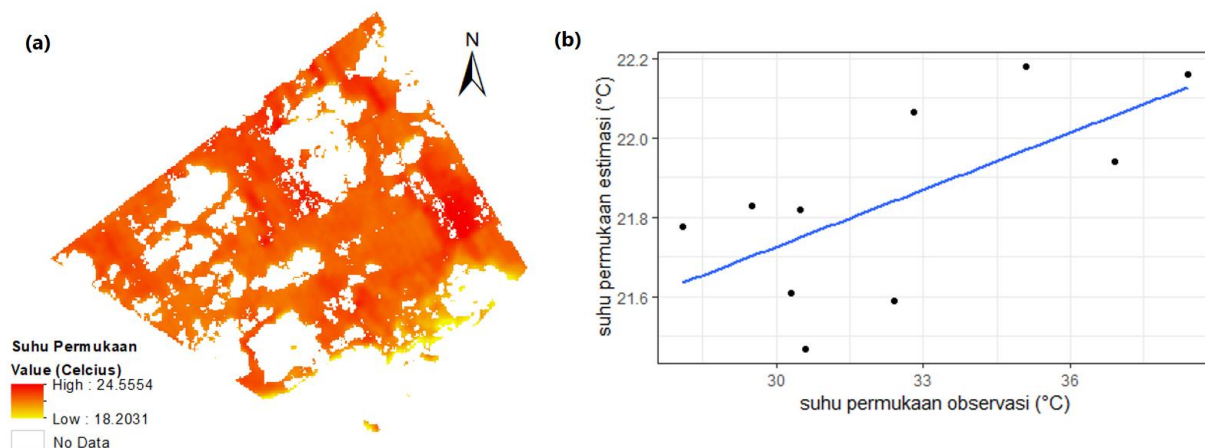 (a)
N
Suhu Permukaan
Value (Celcius)
High : 24.5554
Low : 18.2031
No Data
(b)
22.2
22.0
21.8
21.6
suhu permukaan estimasi (°C)
30 33 36
suhu permukaan observasi (°C)